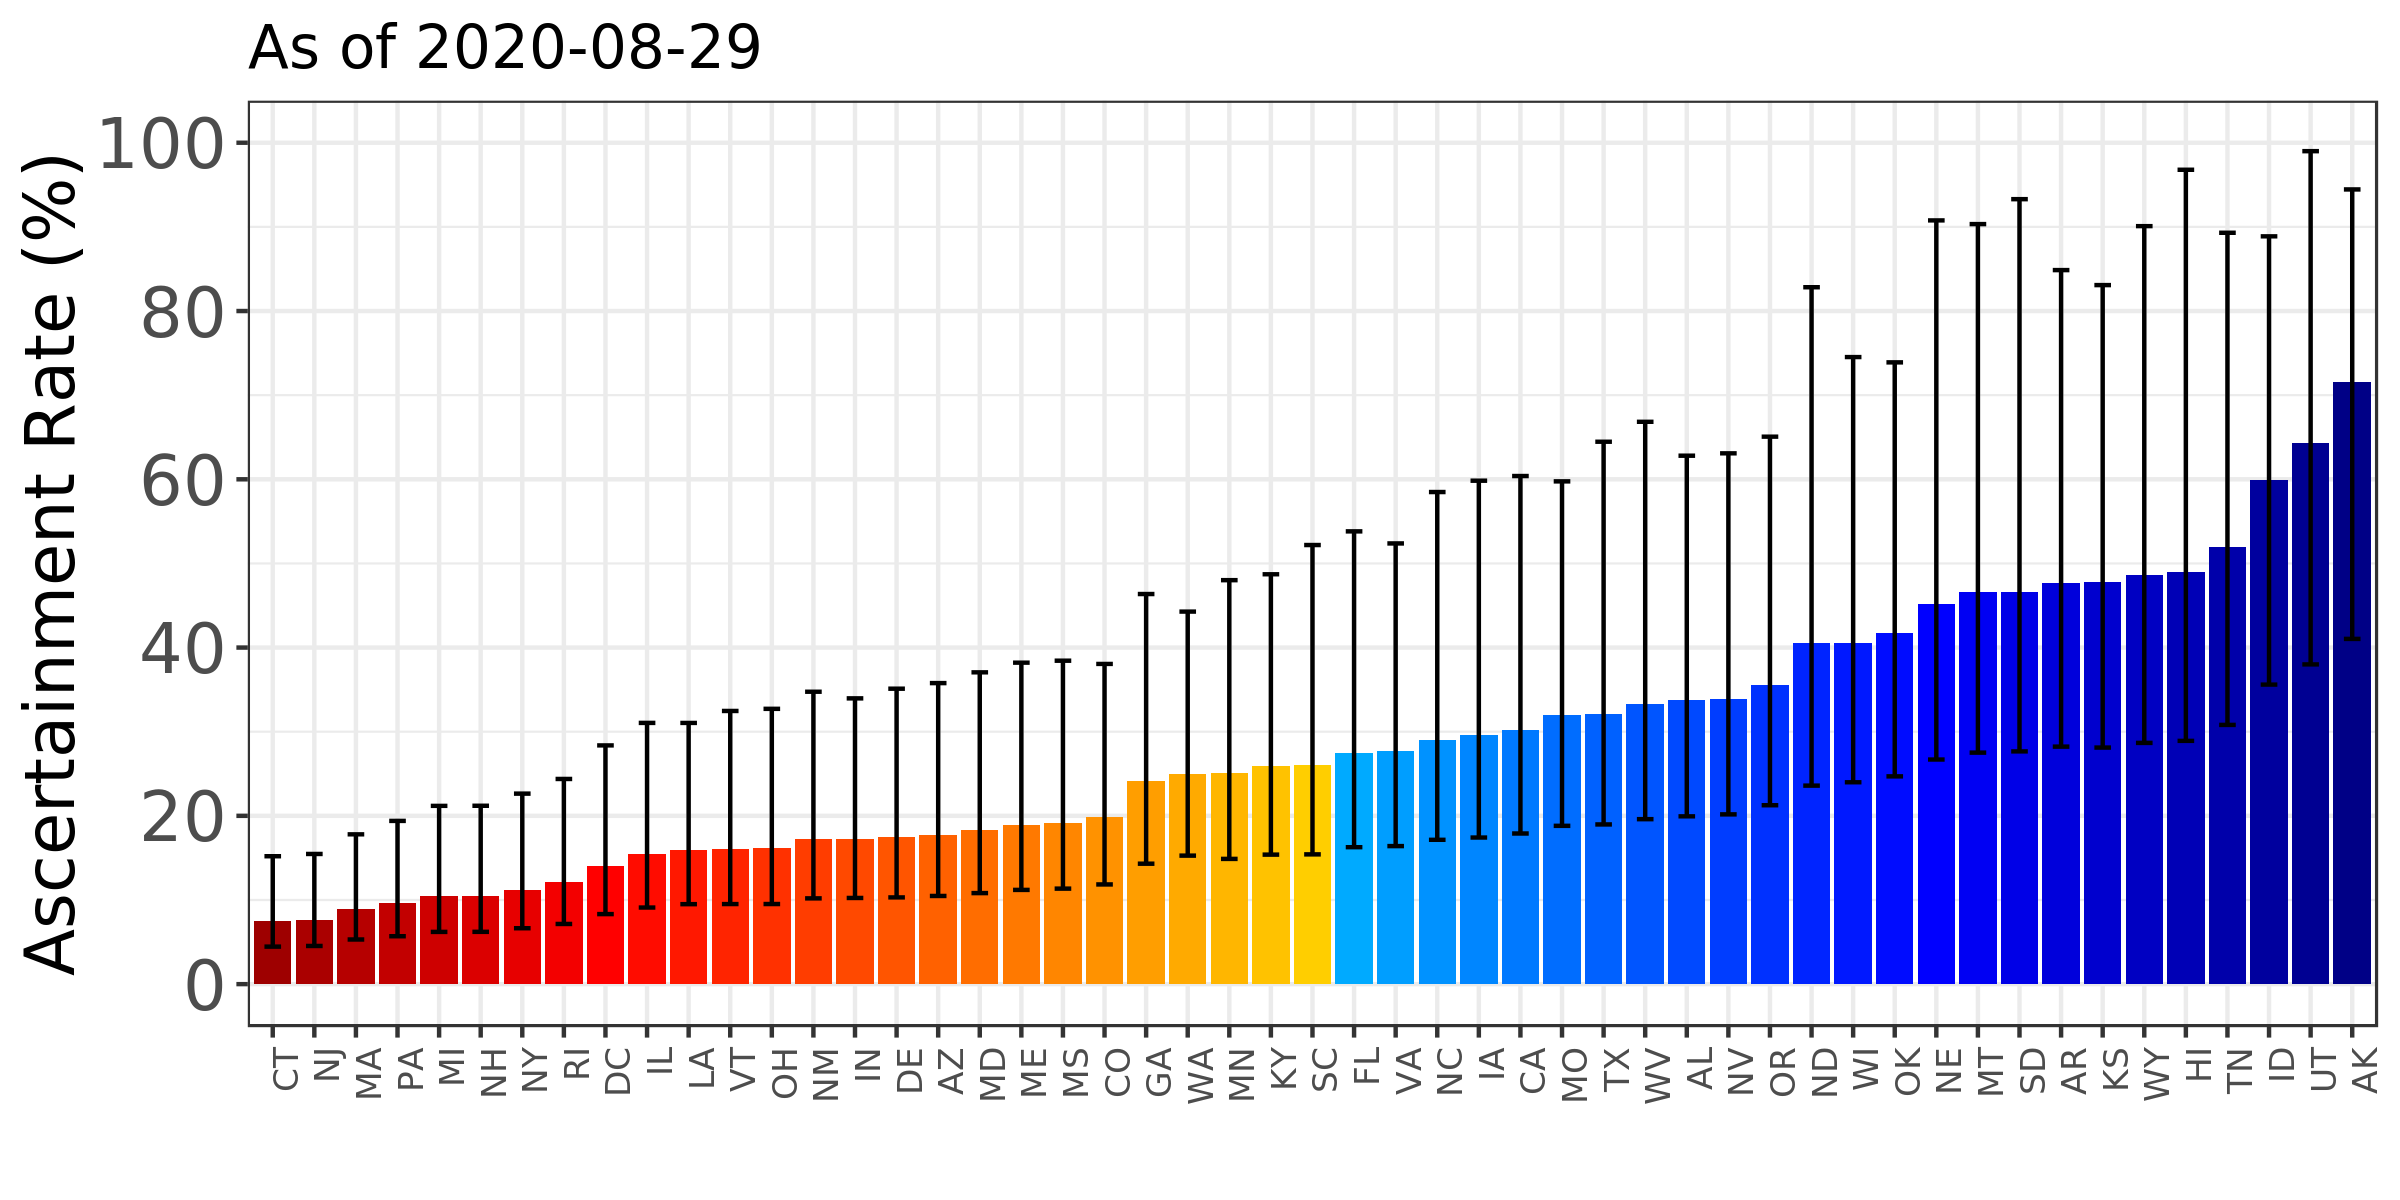 As of 2020-08-29
Ascertainment Rate (%)
100
80
60
40
20
0
CT NJ MA PA MI NH NY RI DC IL LA VT OH NM IN DE AZ MD ME MS CO GA WA MN KY SC FL VA NC IA CA MO TX WV AL NV OR ND WI OK NE MT SD AR KS WY HI TN ID UT AK